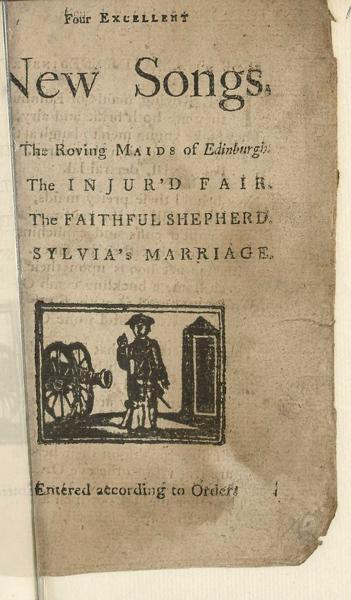 Four EXCELLENT
New Songs.
The Roving MAIDS of Edinburgh.
The INJUR'D FAIR.
The FAITHFUL SHEPHERD.
SYLVIA's MARRIAGE.
Entered according to Order